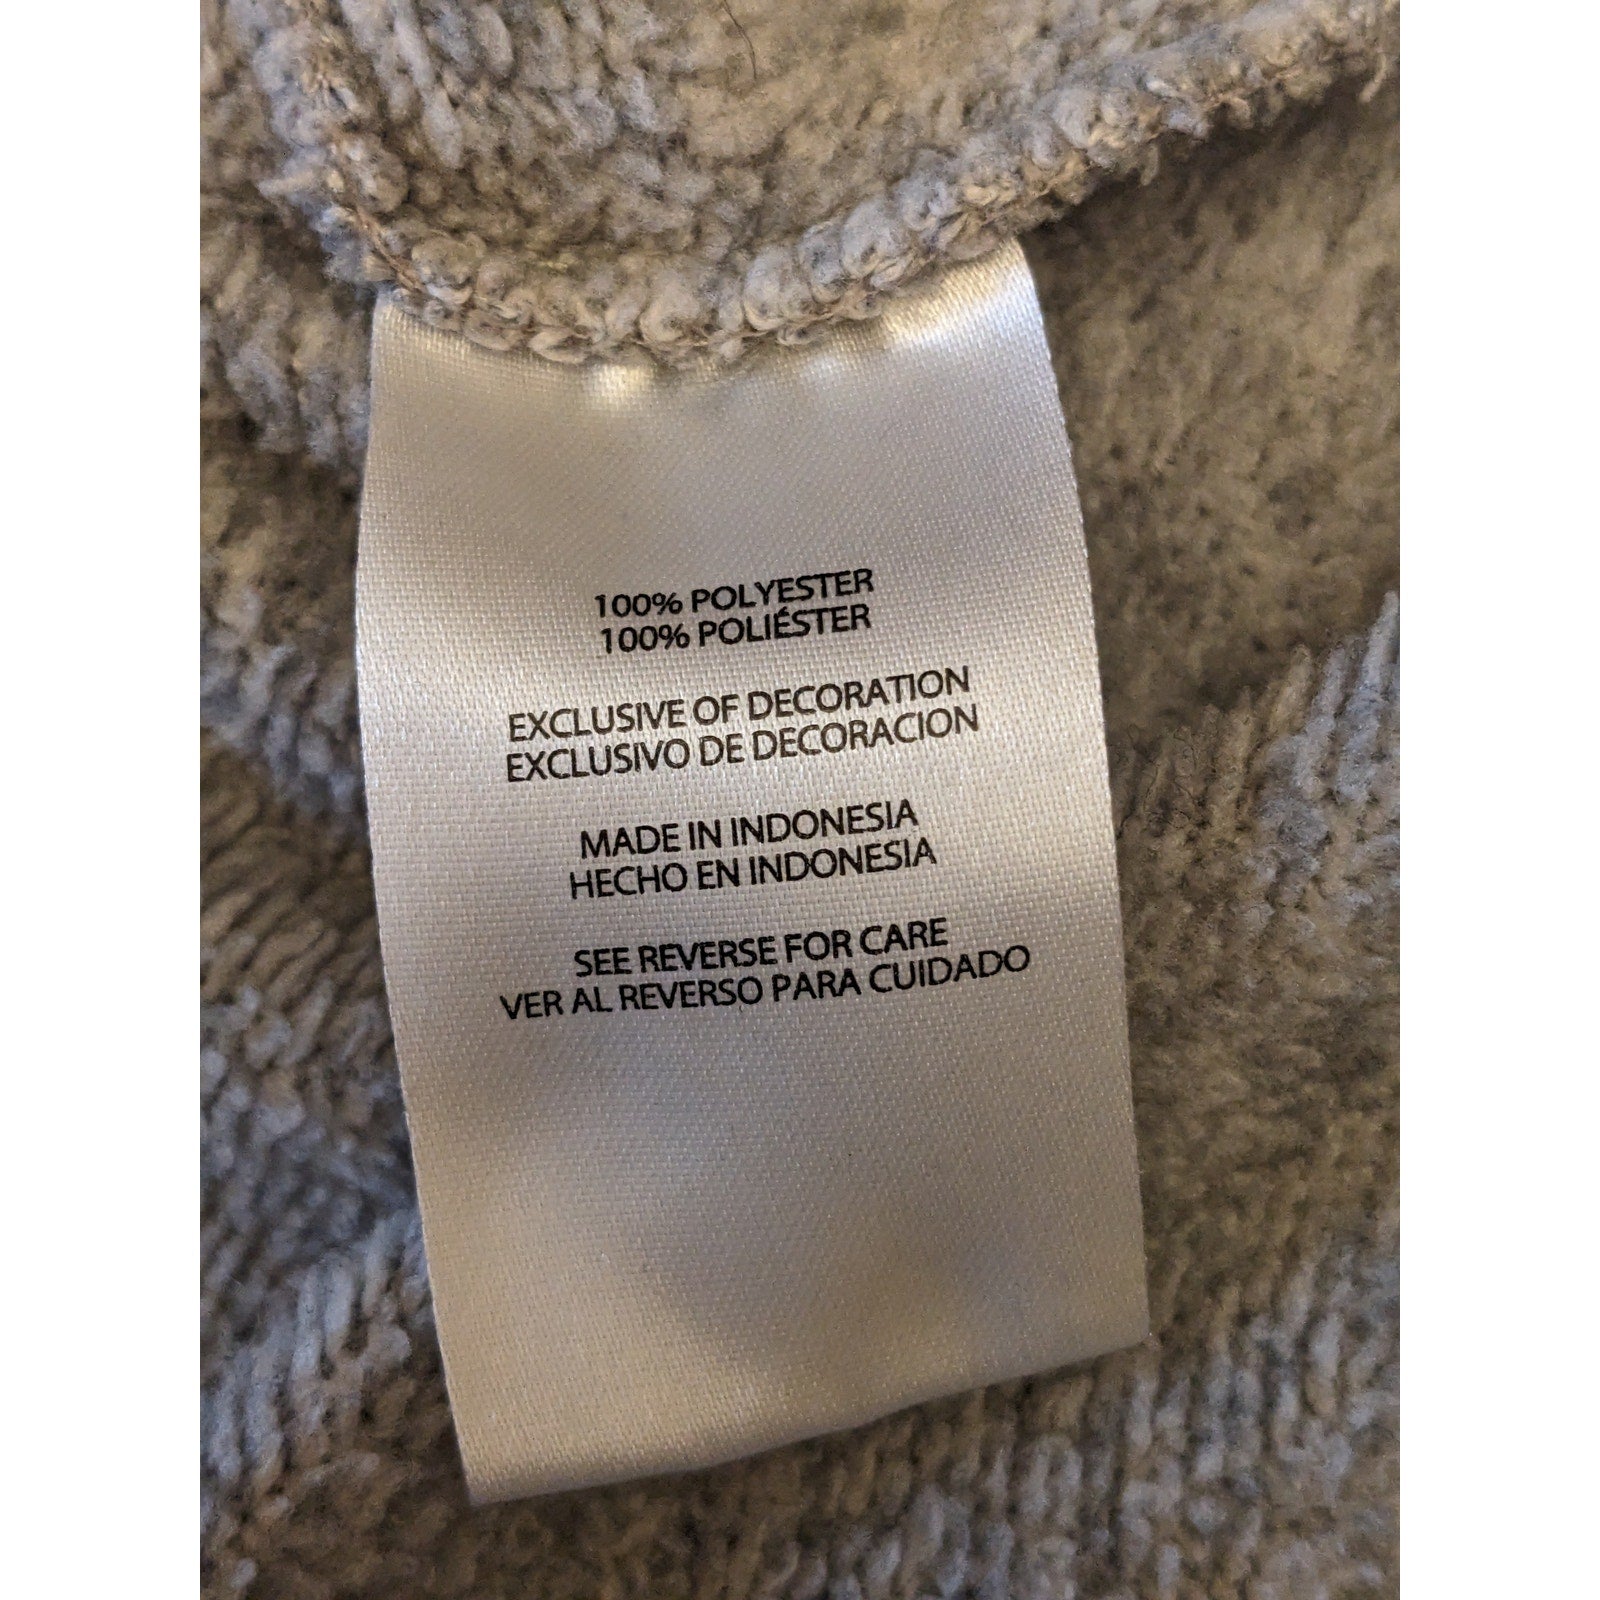 100% POLYESTER
100% POLIÉSTER
EXCLUSIVE OF DECORATION
EXCLUSIVO DE DECORACION
MADE IN INDONESIA
HECHO EN INDONESIA
SEE REVERSE FOR CARE
VER AL REVERSO PARA CUIDADO